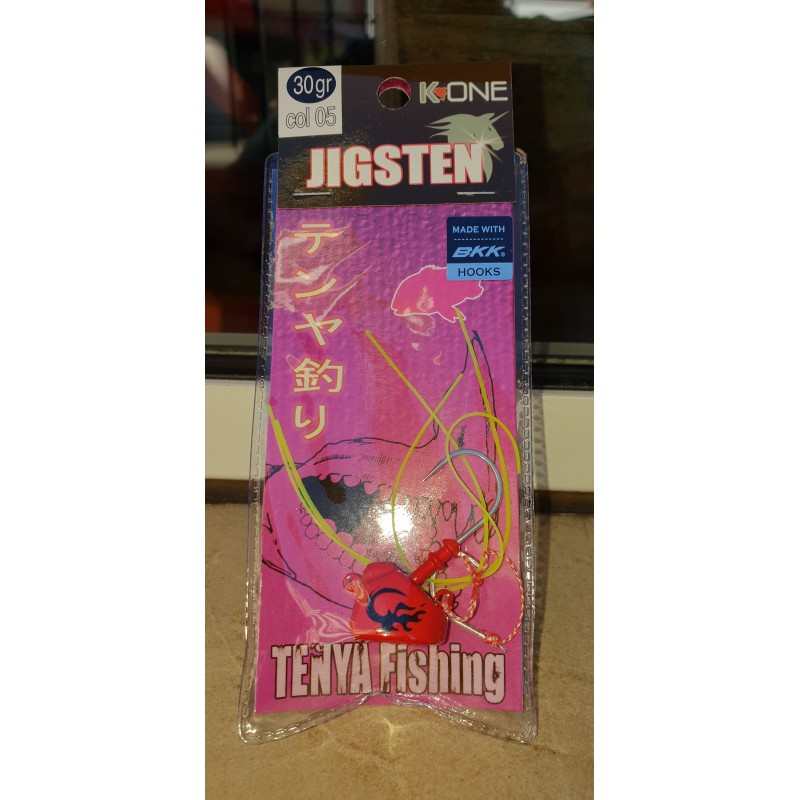 30gr
col 05
K ONE
JIGSTEN
MADE WITH
BKK®
HOOKS
テンヤ釣り
TENYA Fishing